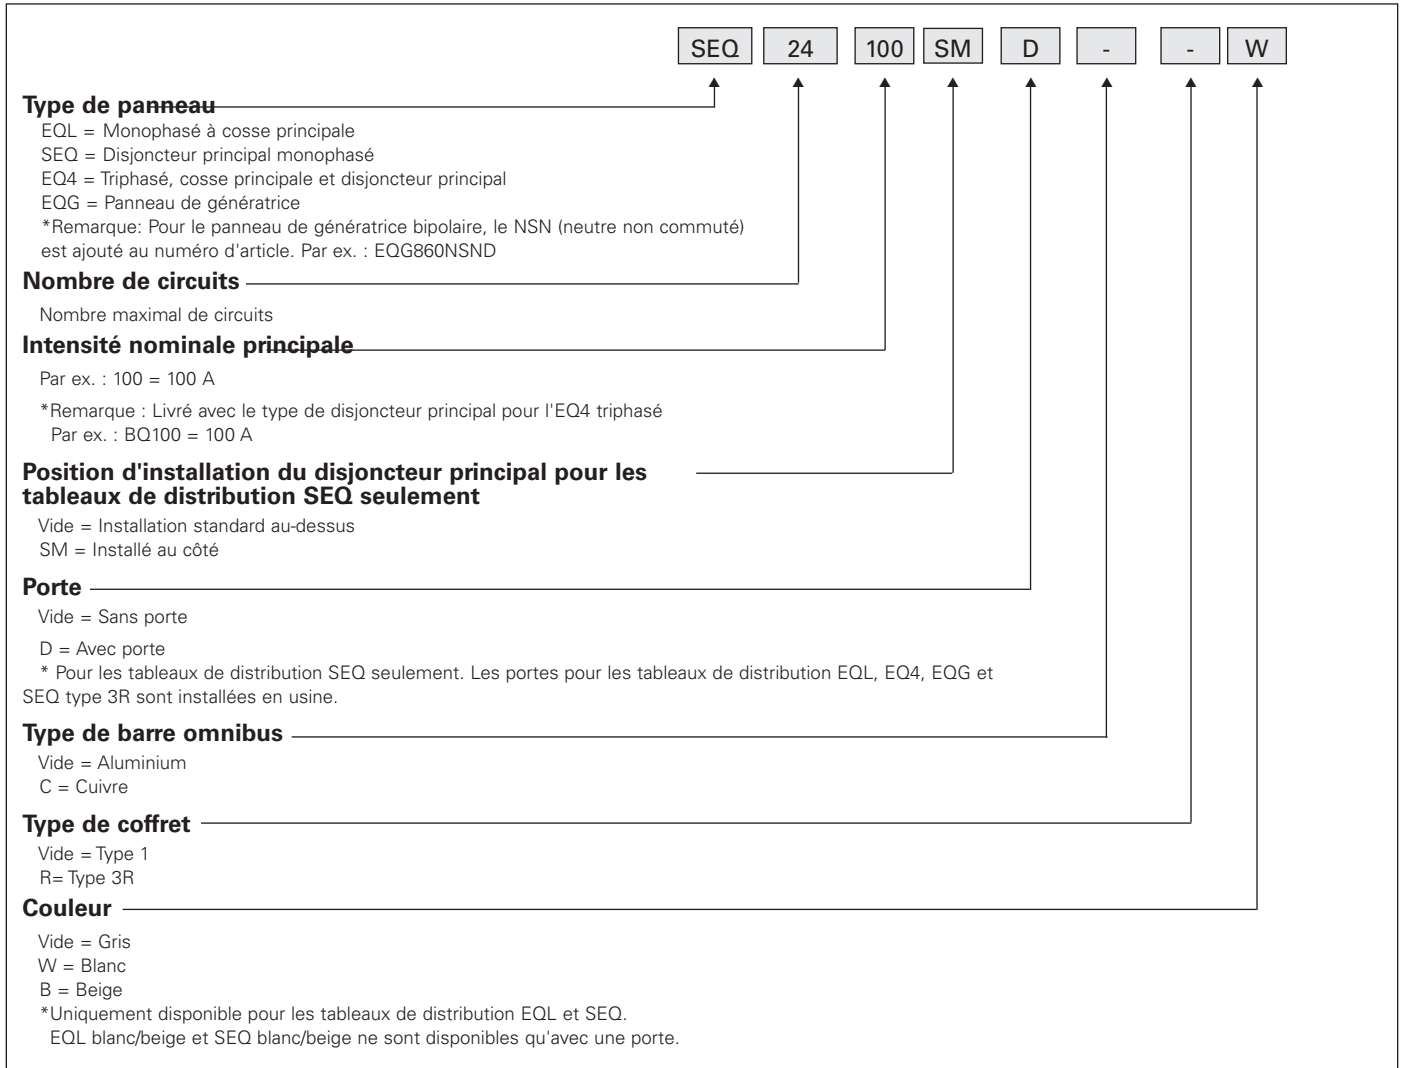 SEQ 24 100 SM D - - W
Type de panneau
EQL = Monophasé à cosse principale
SEQ = Disjoncteur principal monophasé
EQ4 = Triphasé, cosse principale et disjoncteur principal
EQG = Panneau de génératrice
*Remarque: Pour le panneau de génératrice bipolaire, le NSN (neutre non commuté)
est ajouté au numéro d'article. Par ex. : EQG860NSND
Nombre de circuits
Nombre maximal de circuits
Intensité nominale principale
Par ex. : 100 = 100 A
*Remarque : Livré avec le type de disjoncteur principal pour l'EQ4 triphasé
Par ex. : BQ100 = 100 A
Position d'installation du disjoncteur principal pour les
tableaux de distribution SEQ seulement
Vide = Installation standard au-dessus
SM = Installé au côté
Porte
Vide = Sans porte
D = Avec porte
* Pour les tableaux de distribution SEQ seulement. Les portes pour les tableaux de distribution EQL, EQ4, EQG et
SEQ type 3R sont installées en usine.
Type de barre omnibus
Vide = Aluminium
C = Cuivre
Type de coffret
Vide = Type 1
R= Type 3R
Couleur
Vide = Gris
W = Blanc
B = Beige
*Uniquement disponible pour les tableaux de distribution EQL et SEQ.
EQL blanc/beige et SEQ blanc/beige ne sont disponibles qu'avec une porte.